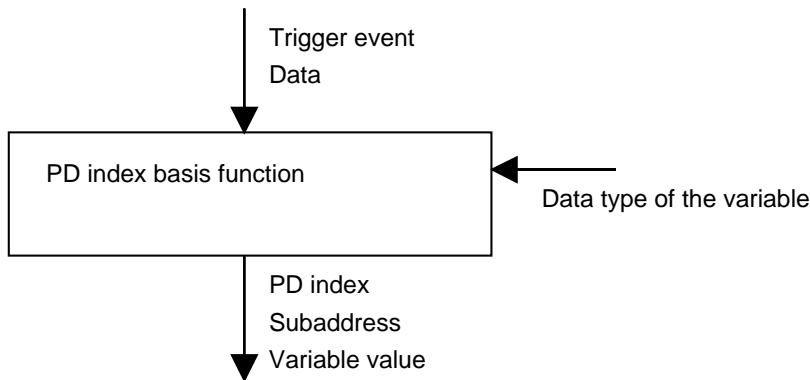 Trigger event
Data
PD index basis function
Data type of the variable
PD index
Subaddress
Variable value